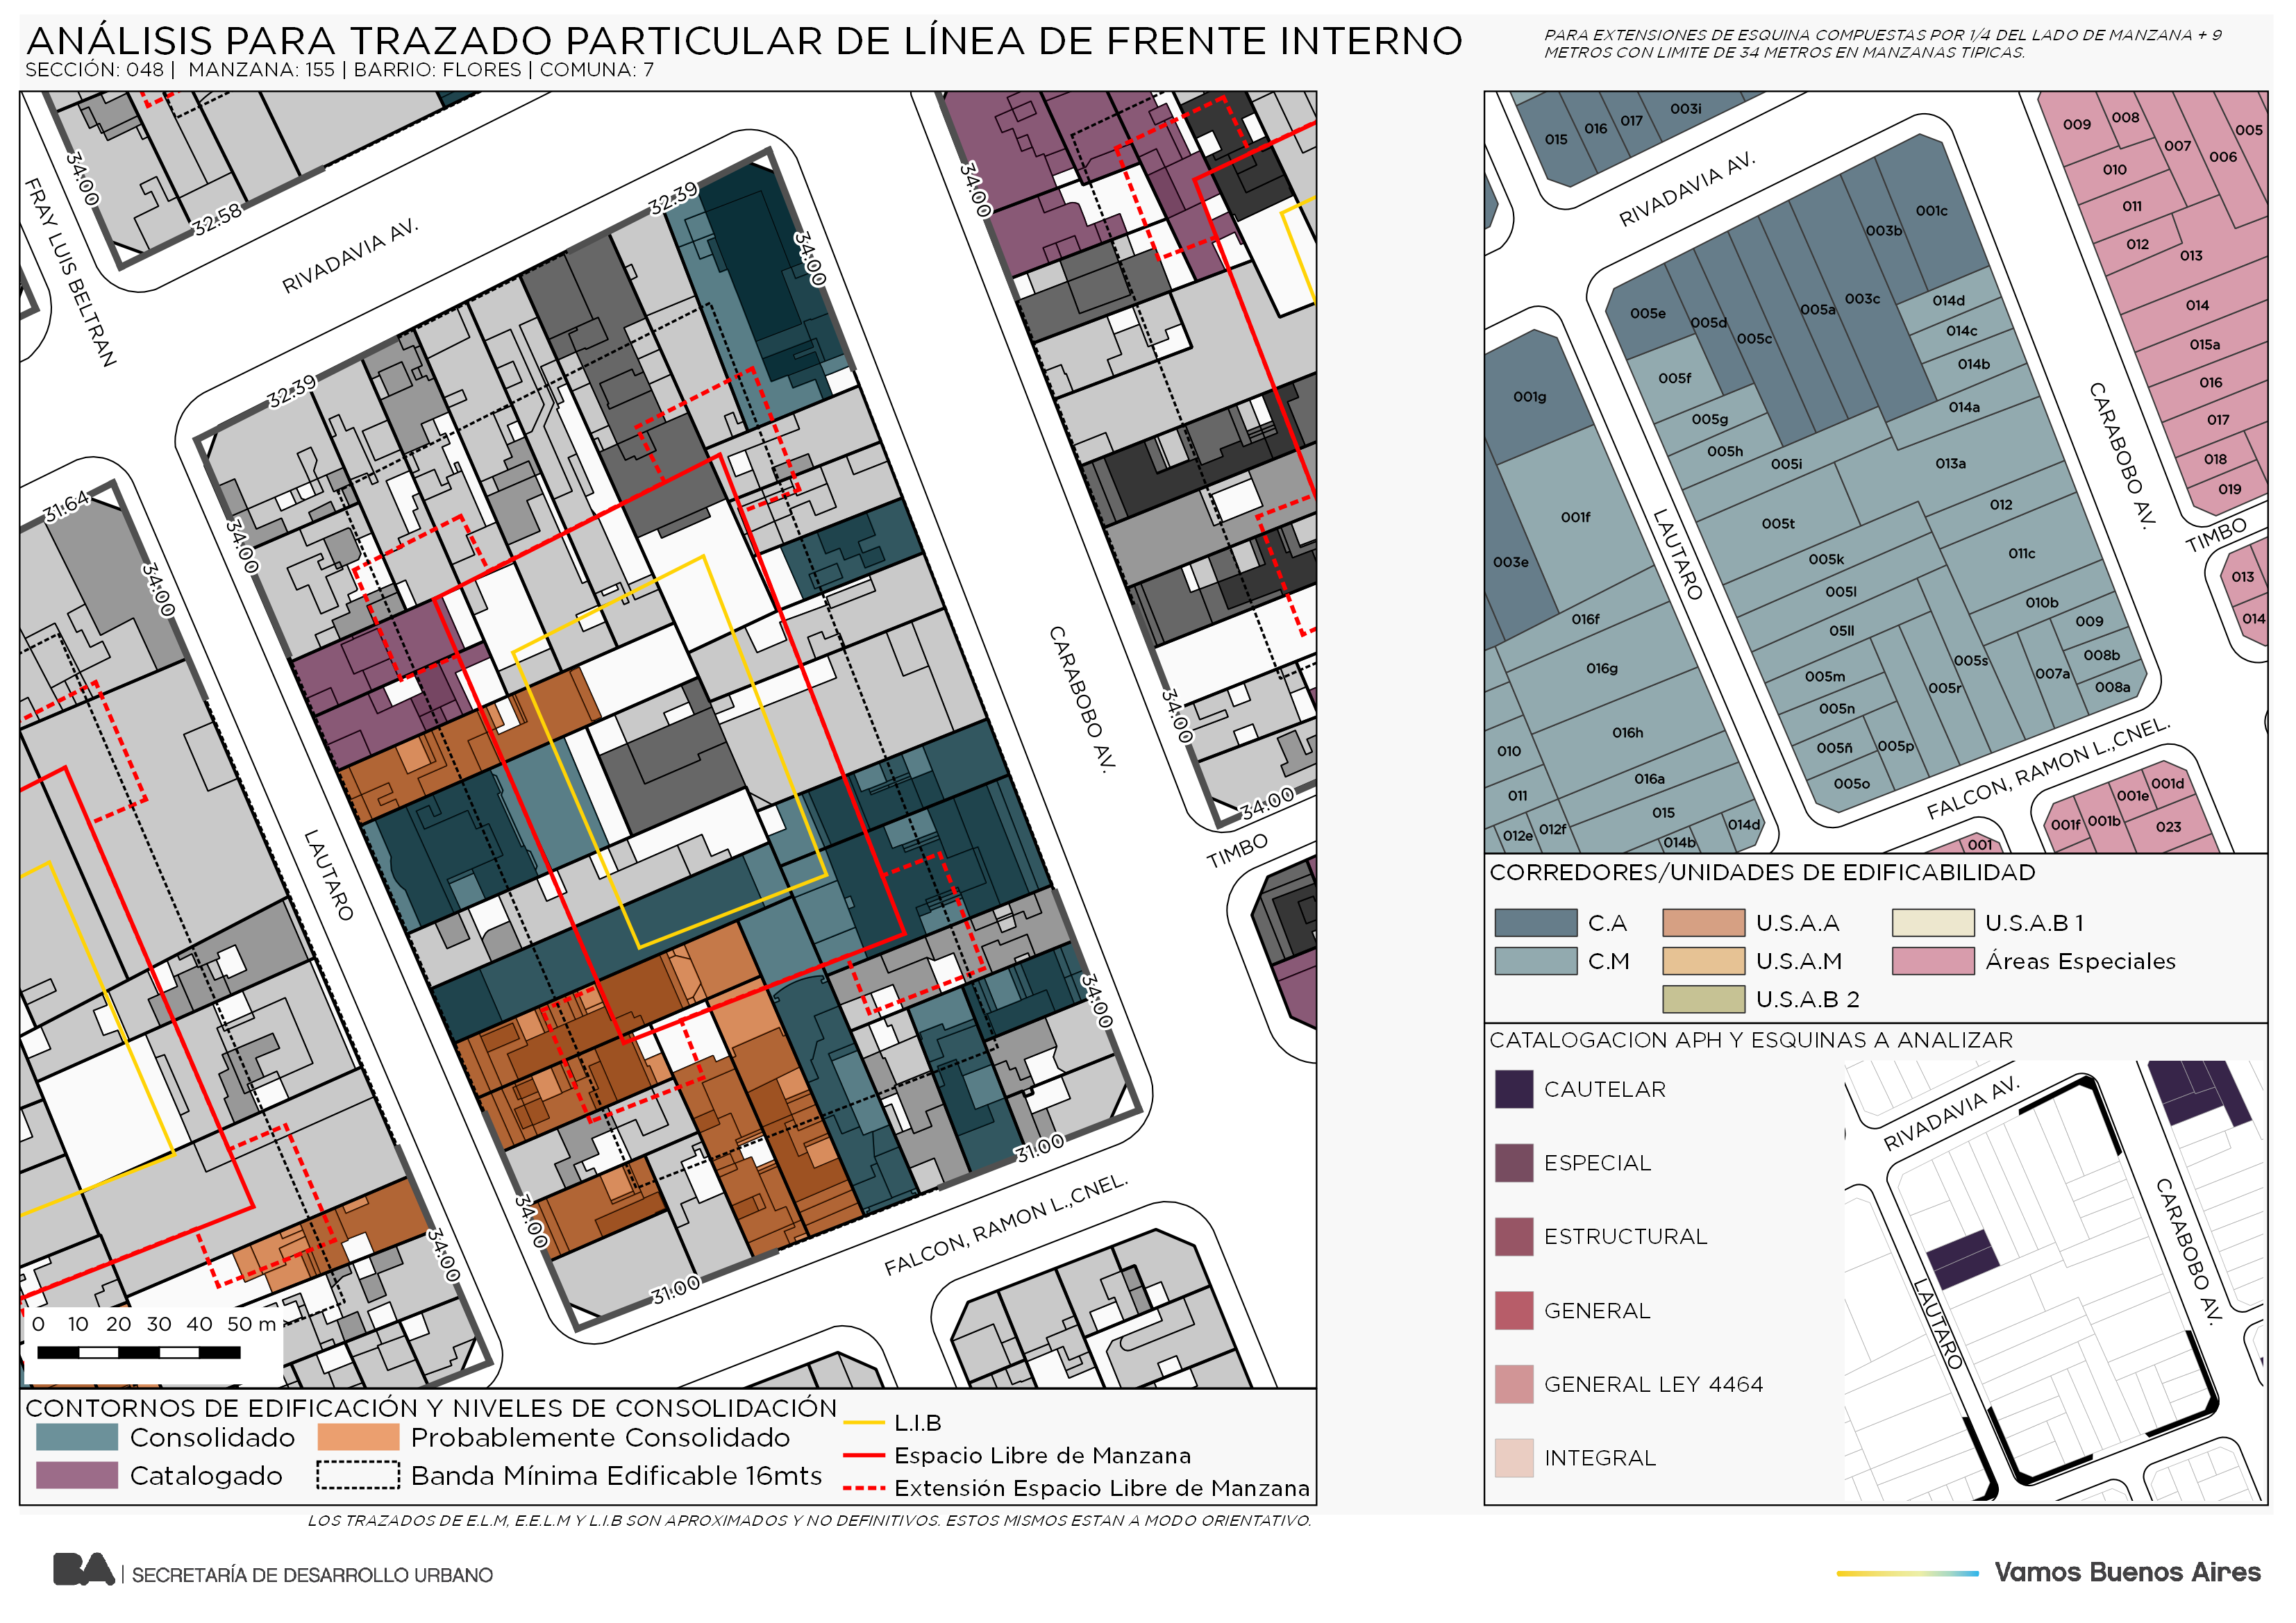 ANÁLISIS PARA TRAZADO PARTICULAR DE LÍNEA DE FRENTE INTERNO
SECCIÓN: 048 | MANZANA: 155 | BARRIO: FLORES | COMUNA: 7
PARA EXTENSIONES DE ESQUINA COMPUESTAS POR 1/4 DEL LADO DE MANZANA + 9
METROS CON LIMITE DE 34 METROS EN MANZANAS TIPICAS.
34.00
FRAY LUIS BELTRAN
32.58
RIVADAVIA AV.
32.39
34.00
34.00
32.39
31.64
34.00
34.00
LAUTARO
CARABOBO AV.
34.00
34.00
TIMBO
34.00
31.00
FALCON, RAMON L.,CNEL.
34.00
31.00
34.00
0 10 20 30 40 50 m
CONTORNOS DE EDIFICACIÓN Y NIVELES DE CONSOLIDACIÓN
Consolidado
Probablemente Consolidado
Catalogado
Banda Mínima Edificable 16mts
L.I.B
Espacio Libre de Manzana
Extensión Espacio Libre de Manzana
LOS TRAZADOS DE E.L.M, E.E.L.M Y L.I.B SON APROXIMADOS Y NO DEFINITIVOS. ESTOS MISMOS ESTAN A MODO ORIENTATIVO.
015
016
017
003i
RIVADAVIA AV.
009
008
007
006
005
010
011
012
013
014
015a
016
017
018
019
001c
003b
003c
005a
005c
005d
005e
014d
014c
014b
014a
005f
005g
005h
005i
013a
012
005t
005k
005l
05ll
011c
010b
009
008b
008a
007a
005s
005r
005m
005n
005ñ
005p
005o
001g
001f
003e
016f
016g
016h
016a
015
014d
014b
010
011
012e
012f
LAUTARO
CARABOBO AV.
TIMBO
013
014
FALCON, RAMON L.,CNEL.
001f
001b
001e
001d
023
001
CORREDORES/UNIDADES DE EDIFICABILIDAD
C.A
U.S.A.A
U.S.A.B 1
C.M
U.S.A.M
Áreas Especiales
U.S.A.B 2
CATALOGACION APH Y ESQUINAS A ANALIZAR
CAUTELAR
ESPECIAL
ESTRUCTURAL
GENERAL
GENERAL LEY 4464
INTEGRAL
RIVADAVIA AV.
CARABOBO AV.
LAUTARO
BA | SECRETARÍA DE DESARROLLO URBANO
Vamos Buenos Aires